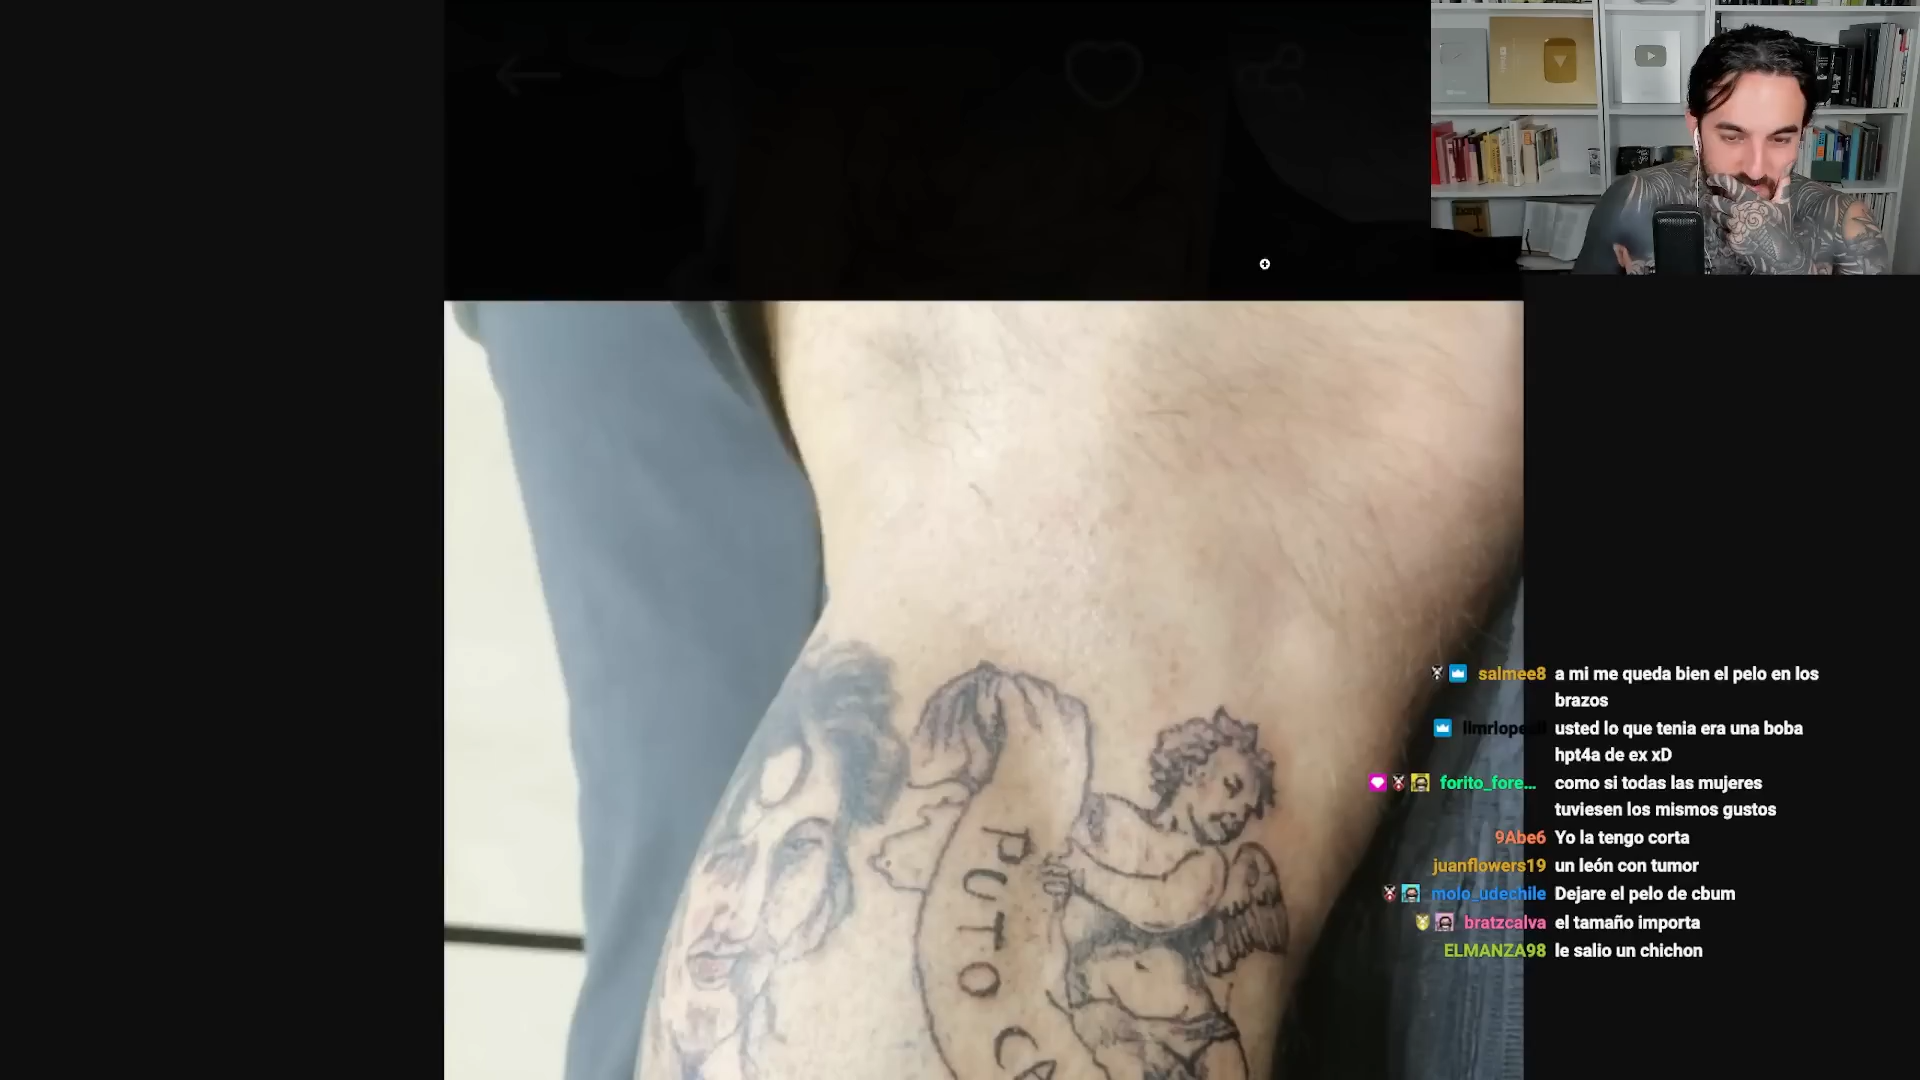 PUTO CA
salmee8 a mi me queda bien el pelo en los
brazos
usted lo que tenia era una boba
hpt4a de ex xD
forito_fore... como si todas las mujeres
tuviesen los mismos gustos
9Abe6 Yo la tengo corta
juanflowers19 un león con tumor
molo_udechile Dejare el pelo de cbum
bratzcalva el tamaño importa
ELMANZA98 le salio un chichon